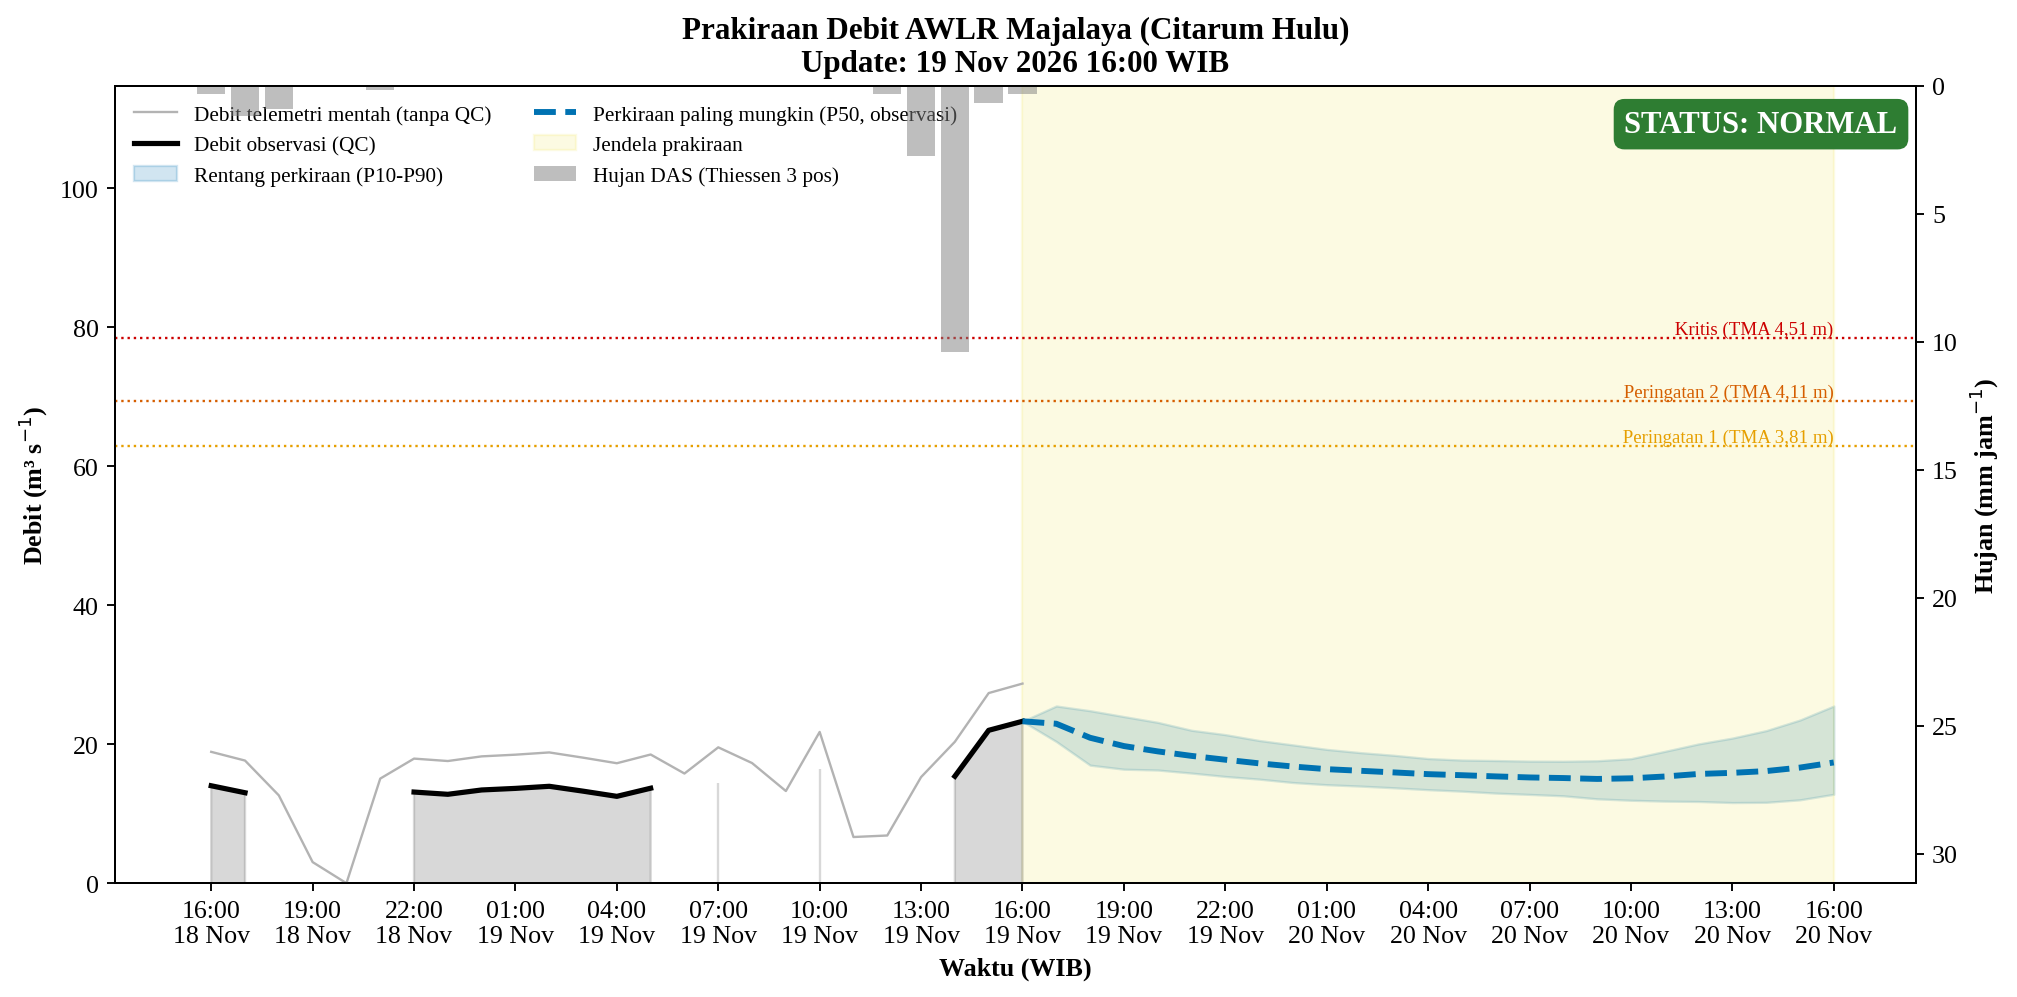 Prakiraan Debit AWLR Majalaya (Citarum Hulu)
Update: 19 Nov 2026 16:00 WIB
Debit telemetri mentah (tanpa QC)
Debit observasi (QC)
Rentang perkiraan (P10-P90)
Perkiraan paling mungkin (P50, observasi)
Jendela prakiraan
Hujan DAS (Thiessen 3 pos)
STATUS: NORMAL
Kritis (TMA 4,51 m)
Peringatan 2 (TMA 4,11 m)
Peringatan 1 (TMA 3,81 m)
Debit (m³ s⁻¹)
100
80
60
40
20
0
Hujan (mm jam⁻¹)
0
5
10
15
20
25
30
16:00 19:00 22:00 01:00 04:00 07:00 10:00 13:00 16:00 19:00 22:00 01:00 04:00 07:00 10:00 13:00 16:00
18 Nov 18 Nov 18 Nov 19 Nov 19 Nov 19 Nov 19 Nov 19 Nov 19 Nov 19 Nov 19 Nov 20 Nov 20 Nov 20 Nov 20 Nov 20 Nov 20 Nov
Waktu (WIB)